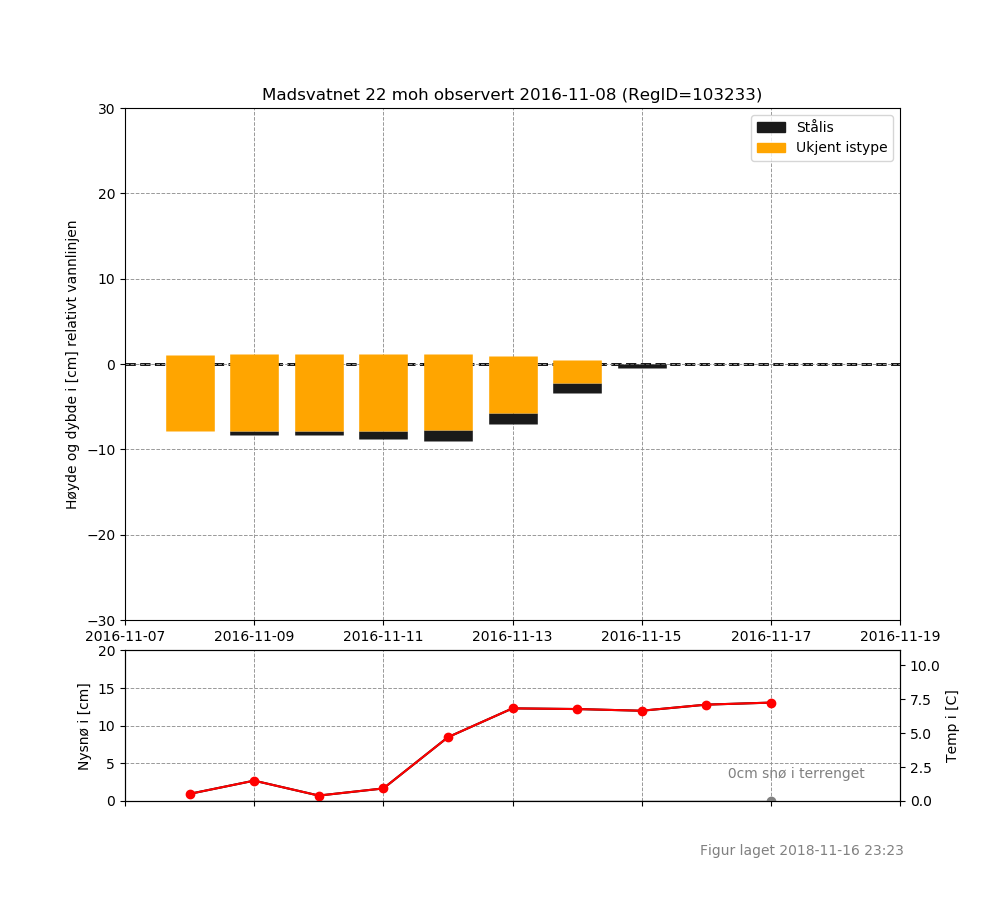 Madsvatnet 22 moh observert 2016-11-08 (RegID=103233)
Stålis
Ukjent istype
Høyde og dybde i [cm] relativt vannlinjen
30
20
10
0
−10
−20
−30
2016-11-07 2016-11-09 2016-11-11 2016-11-13 2016-11-15 2016-11-17 2016-11-19
Nysnø i [cm]
20
15
10
5
0
10.0
7.5
5.0
2.5
0.0
Temp i [C]
0cm snø i terrenget
Figur laget 2018-11-16 23:23